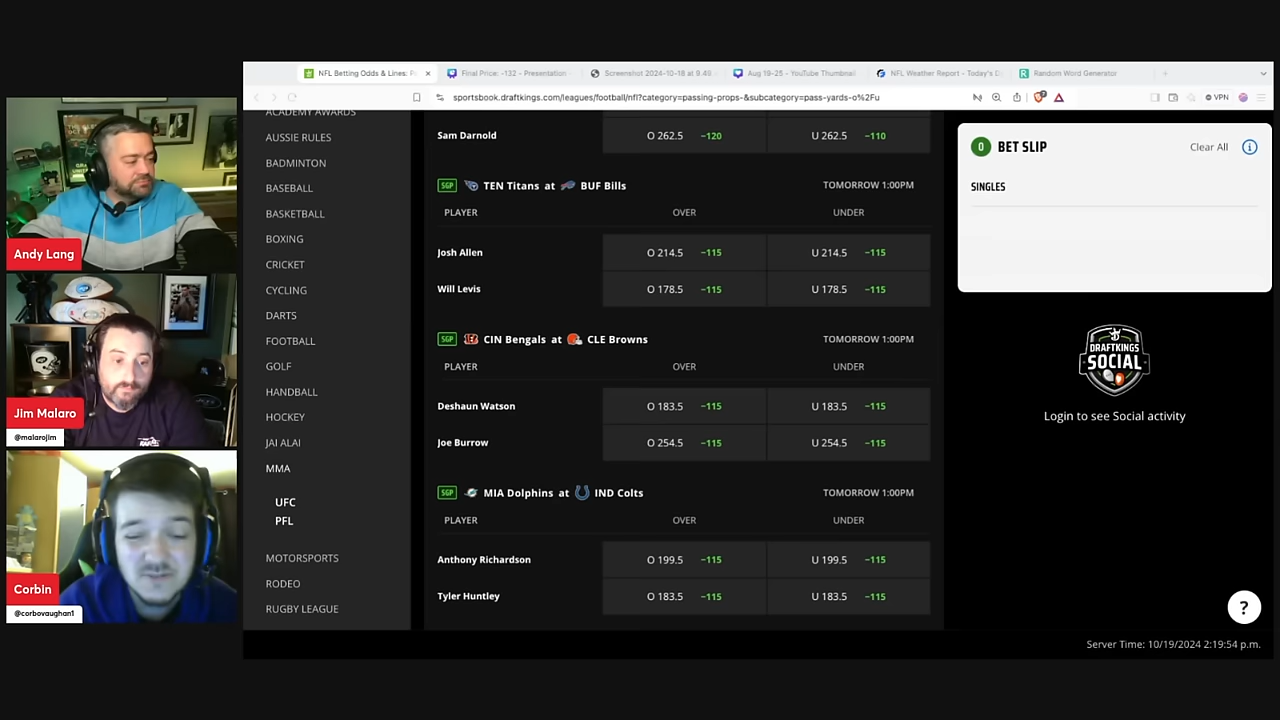 NFL Betting Odds & Lines: P
Final Price: -132 - Presentation
Screenshot 2024-10-18 at 9.49
Aug 19-25 - YouTube Thumbnail
NFL Weather Report - Today's
Random Word Generator
sportsbook.draftkings.com/leagues/football/nfl?category=passing-props-&subcategory=pass-yards-o%2Fu
VPN
ACADEMY AWARDS
AUSSIE RULES
BADMINTON
BASEBALL
BASKETBALL
BOXING
CRICKET
CYCLING
DARTS
FOOTBALL
GOLF
HANDBALL
HOCKEY
JAI ALAI
MMA
UFC
PFL
MOTORSPORTS
RODEO
RUGBY LEAGUE
Sam Darnold O 262.5 −120 U 262.5 −110
SGP TEN Titans at BUF Bills TOMORROW 1:00PM
PLAYER OVER UNDER
Josh Allen O 214.5 −115 U 214.5 −115
Will Levis O 178.5 −115 U 178.5 −115
SGP CIN Bengals at CLE Browns TOMORROW 1:00PM
PLAYER OVER UNDER
Deshaun Watson O 183.5 −115 U 183.5 −115
Joe Burrow O 254.5 −115 U 254.5 −115
SGP MIA Dolphins at IND Colts TOMORROW 1:00PM
PLAYER OVER UNDER
Anthony Richardson O 199.5 −115 U 199.5 −115
Tyler Huntley O 183.5 −115 U 183.5 −115
0 BET SLIP Clear All
SINGLES
DRAFTKINGS
SOCIAL
Login to see Social activity
?
Server Time: 10/19/2024 2:19:54 p.m.
Andy Lang
Jim Malaro
@malarojim
Corbin
@corbovaughan1